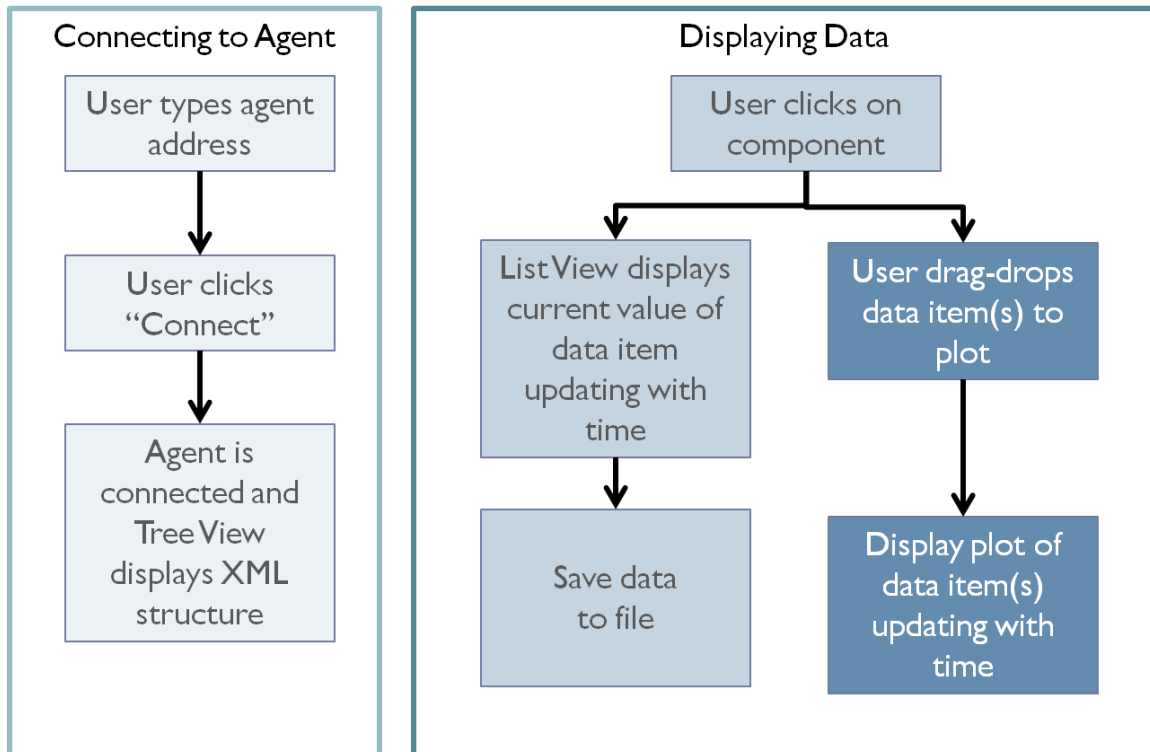 Connecting to Agent
User types agent
address
User clicks
“Connect”
Agent is
connected and
Tree View
displays XML
structure
Displaying Data
User clicks on
component
List View displays
current value of
data item
updating with
time
Save data
to file
User drag-drops
data item(s) to
plot
Display plot of
data item(s)
updating with
time